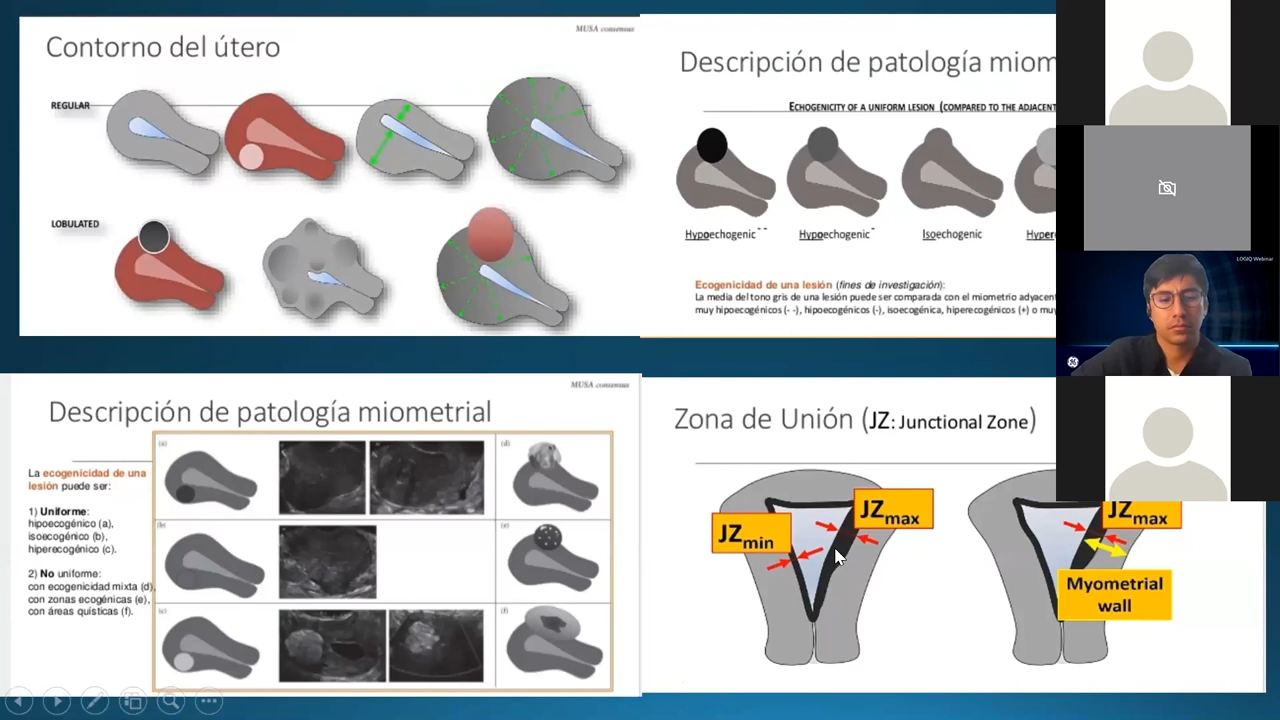 MUSA consensus
Contorno del útero
REGULAR
LOBULATED
Descripción de patología miom
ECHOGENICITY OF A UNIFORM LESION (COMPARED TO THE ADJACENT
Hypoechogenic--
Hypoechogenic-
Isoechogenic
Hyper
Ecogenicidad de una lesión (fines de investigación):
La media del tono gris de una lesión puede ser comparada con el miometrio adyacen
muy hipoecogénicos (- -), hipoecogénicos (-), isoecogénica, hiperecogénicos (+) o mu
LOGIQ Webinar
MUSA consensus
Descripción de patología miometrial
La ecogenicidad de una
lesión puede ser:
1) Uniforme:
hipoecogénico (a),
isoecogénico (b),
hiperecogénico (c).
2) No uniforme:
con ecogenicidad mixta (d),
con zonas ecogénicas (e),
con áreas quísticas (f).
(a)
(d)
(b)
(e)
(c)
(f)
Zona de Unión (JZ: Junctional Zone)
JZmin
JZmax
JZmax
Myometrial
wall